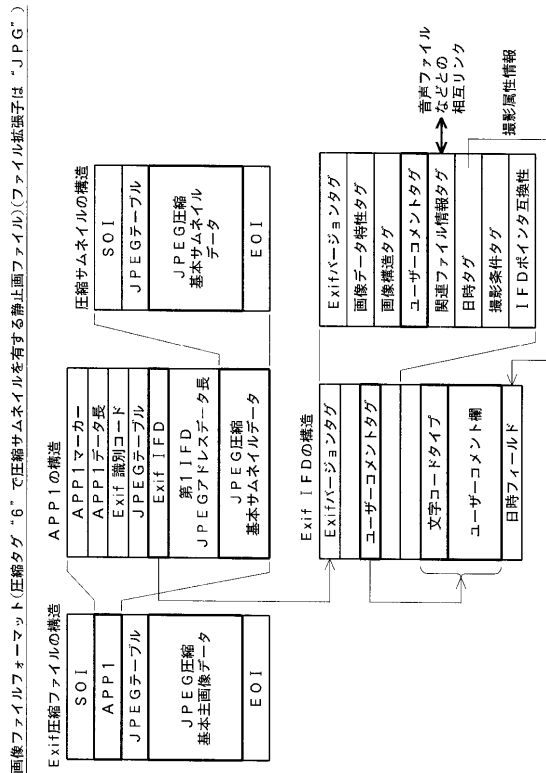 画像ファイルフォーマット(圧縮タグ“6”で圧縮サムネイルを有する静止画ファイル)(ファイル拡張子は“JPG”)
Exif圧縮ファイルの構造
SOI
APP1
JPEGテーブル
JPEG圧縮
基本主画像データ
EOI
APP1の構造
APP1マーカー
APP1データ長
Exif 識別コード
JPEGテーブル
Exif IFD
第1IFD
JPEGアドレスデータ長
JPEG圧縮
基本サムネイルデータ
圧縮サムネイルの構造
SOI
JPEGテーブル
JPEG圧縮
基本サムネイル
データ
EOI
Exif IFDの構造
Exifバージョンタグ
ユーザーコメントタグ
文字コードタイプ
ユーザーコメント欄
日時フィールド
Exifバージョンタグ
画像データ特性タグ
画像構造タグ
ユーザーコメントタグ
関連ファイル情報タグ
日時タグ
撮影条件タグ
IFDポインタ互換性
音声ファイル
などとの
相互リンク
撮影属性情報